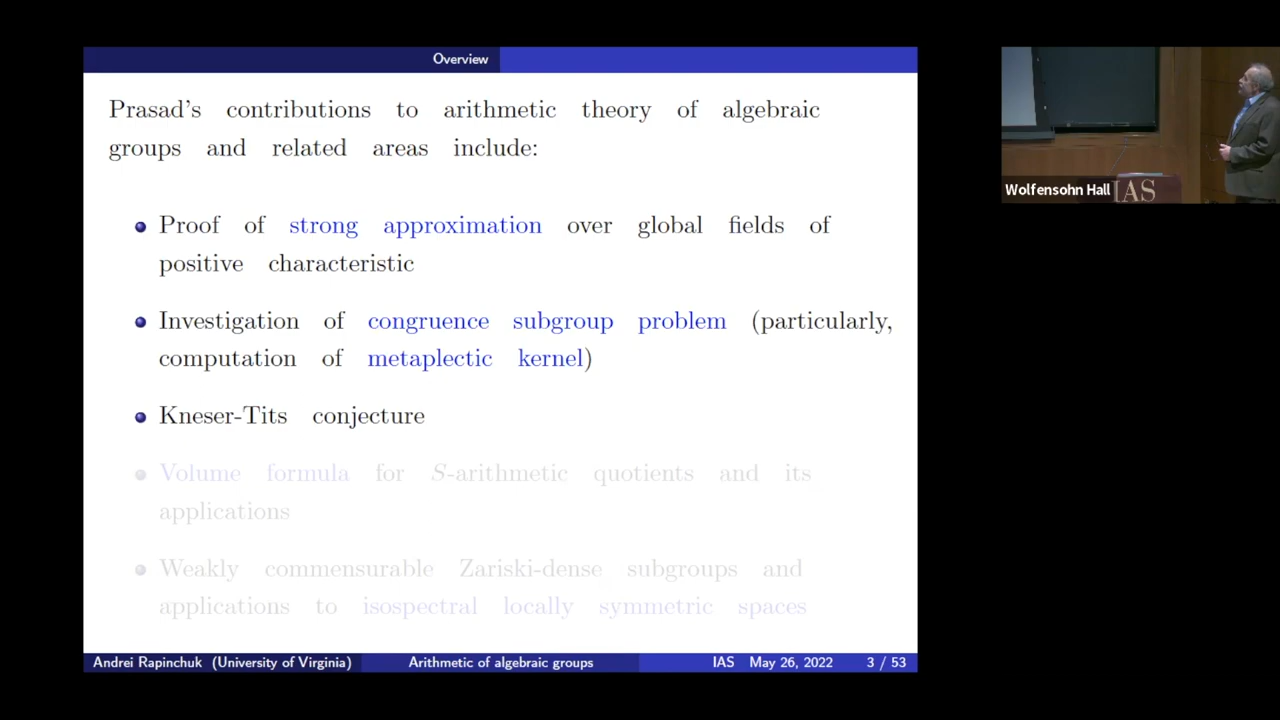 Overview
Prasad's contributions to arithmetic theory of algebraic
groups and related areas include:
Proof of strong approximation over global fields of
positive characteristic
Investigation of congruence subgroup problem (particularly,
computation of metaplectic kernel)
Kneser-Tits conjecture
Volume formula for S-arithmetic quotients and its
applications
Weakly commensurable Zariski-dense subgroups and
applications to isospectral locally symmetric spaces
Andrei Rapinchuk (University of Virginia) Arithmetic of algebraic groups IAS May 26, 2022 3 / 53
Wolfensohn Hall
IAS